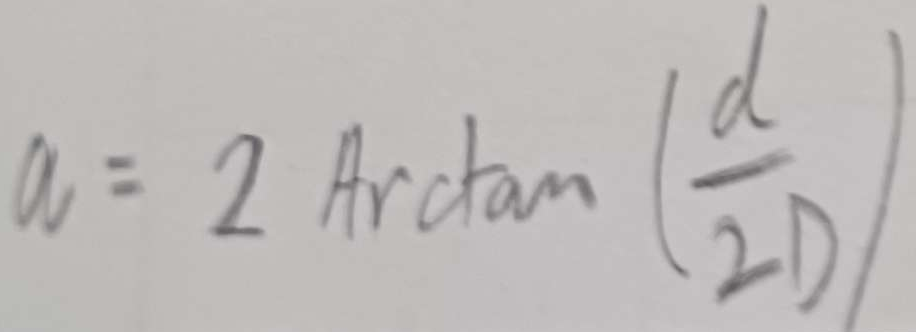 a = 2 Arctan (d/2D)